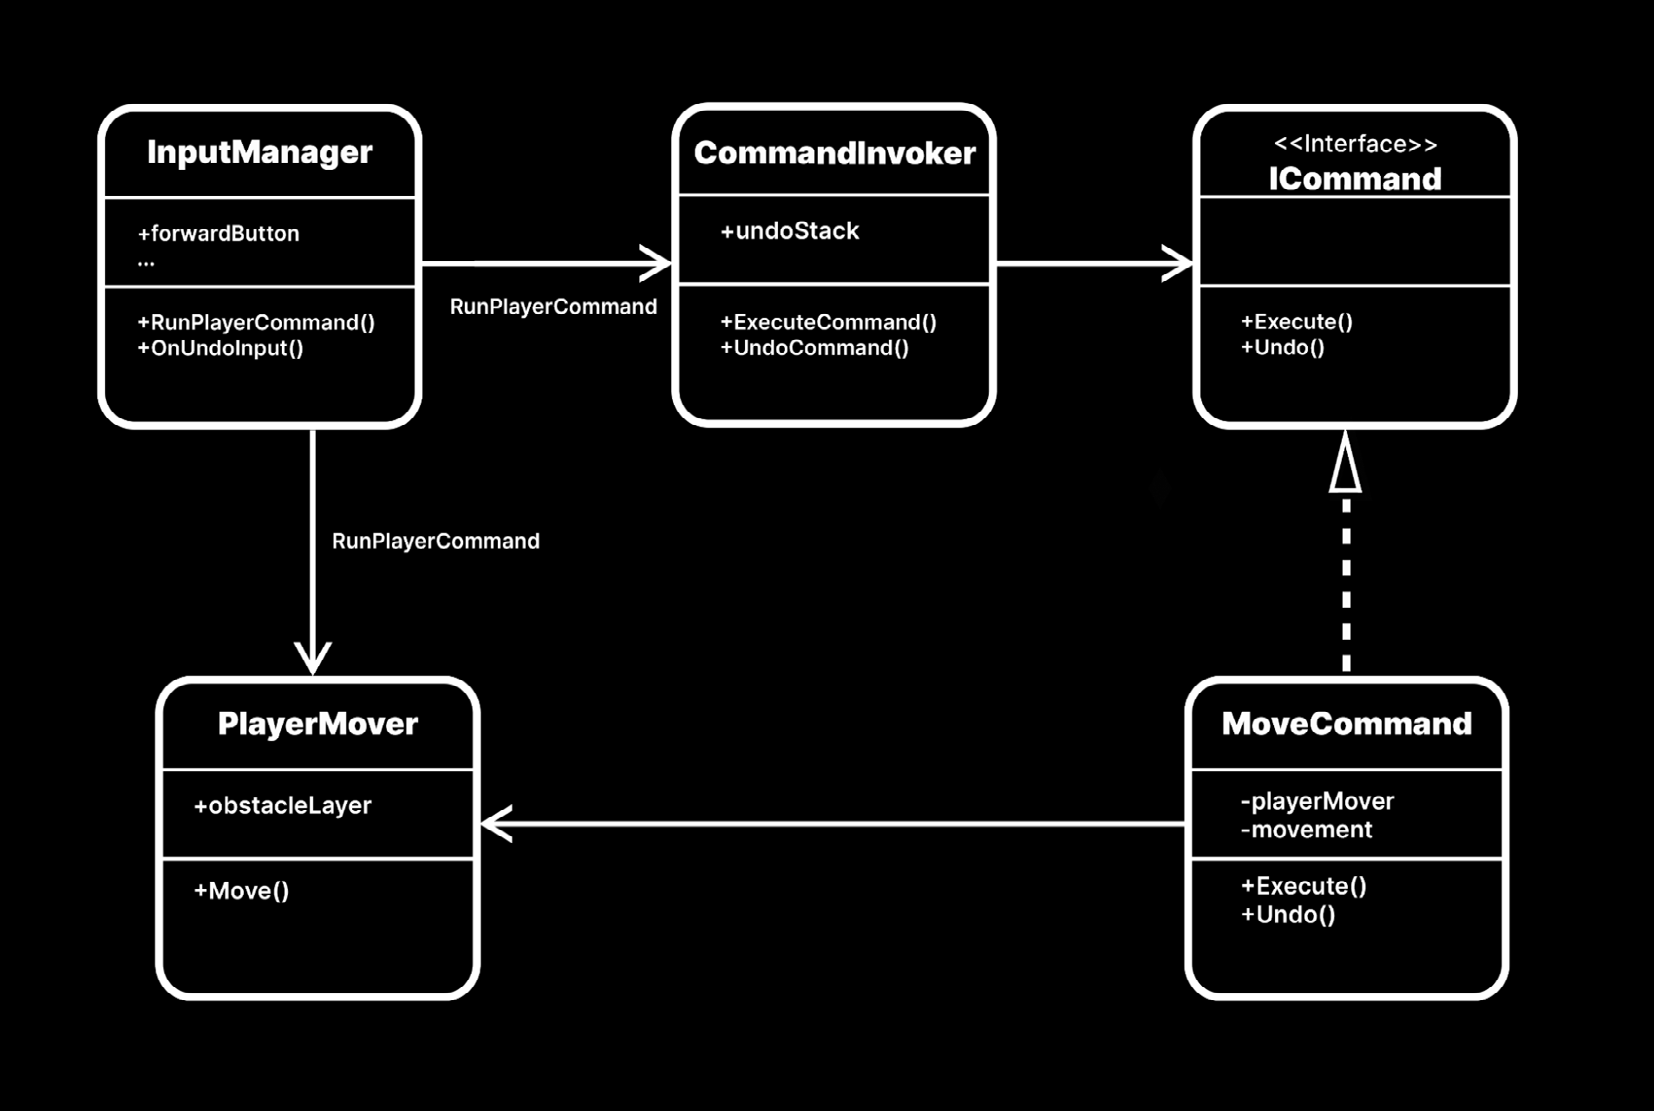 InputManager
+forwardButton
...
+RunPlayerCommand()
+OnUndoInput()
RunPlayerCommand
CommandInvoker
+undoStack
+ExecuteCommand()
+UndoCommand()
<<Interface>>
ICommand
+Execute()
+Undo()
RunPlayerCommand
PlayerMover
+obstacleLayer
+Move()
MoveCommand
-playerMover
-movement
+Execute()
+Undo()